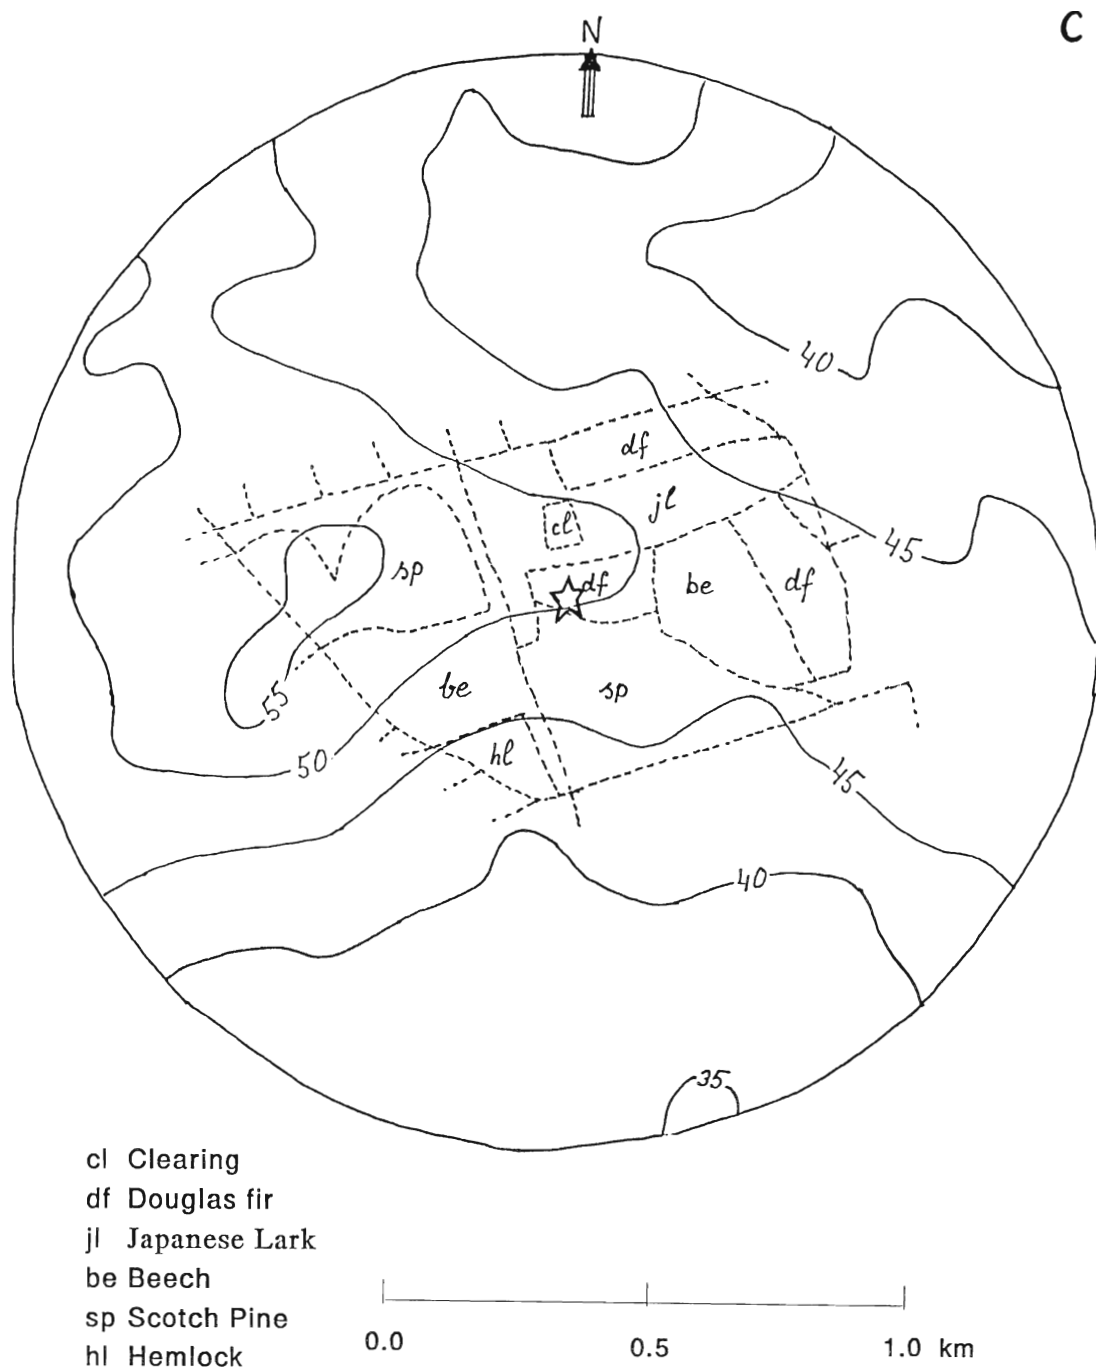 C
N
40
df
jl
cl
45
sp
df
be
df
be
sp
55
hl
50
45
40
35
cl Clearing
df Douglas fir
jl Japanese Lark
be Beech
sp Scotch Pine
hl Hemlock
0.0 0.5 1.0 km